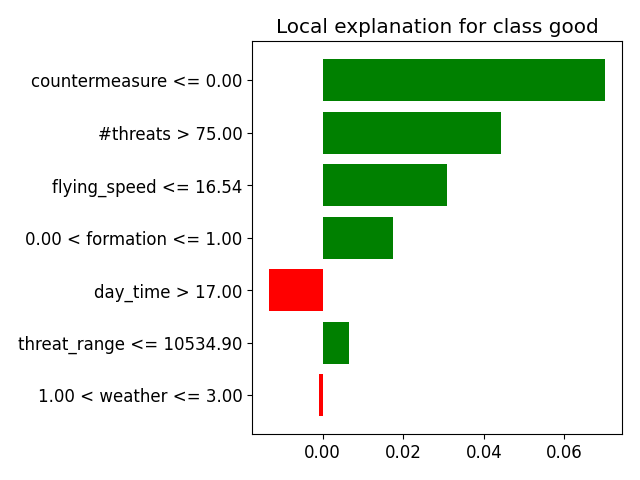 Local explanation for class good
countermeasure <= 0.00
#threats > 75.00
flying_speed <= 16.54
0.00 < formation <= 1.00
day_time > 17.00
threat_range <= 10534.90
1.00 < weather <= 3.00
0.00 0.02 0.04 0.06